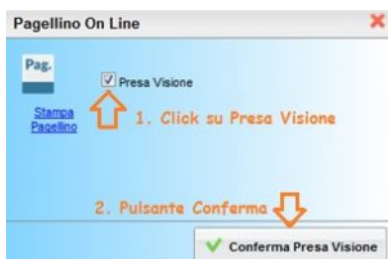 Pagellino On Line
Pag.
Presa Visione
Stampa
Pagellino
1. Click su Presa Visione
2. Pulsante Conferma
Conferma Presa Visione